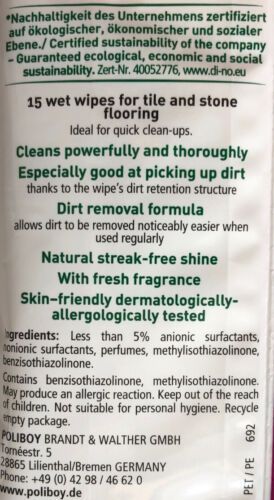 *Nachhaltigkeit des Unternehmens zertifiziert
auf ökologischer, ökonomischer und sozialer
Ebene./ Certified sustainability of the company
– Guaranteed ecological, economic and social
sustainability. Zert-Nr. 40052776, www.di-no.eu
15 wet wipes for tile and stone
flooring
Ideal for quick clean-ups.
Cleans powerfully and thoroughly
Especially good at picking up dirt
thanks to the wipe's dirt retention structure
Dirt removal formula
allows dirt to be removed noticeably easier when
used regularly
Natural streak-free shine
With fresh fragrance
Skin–friendly dermatologically-
allergologically tested
Ingredients: Less than 5% anionic surfactants,
nonionic surfactants, perfumes, methylisothiazolinone,
benzisothiazolinone.
Contains benzisothiazolinone, methylisothiazolinone.
May produce an allergic reaction. Keep out of the reach
of children. Not suitable for personal hygiene. Recycle
empty package.
POLIBOY BRANDT & WALTHER GMBH
Tornéestr. 5
28865 Lilienthal/Bremen GERMANY
Phone: +49 (0) 42 98 / 46 62 0
www.poliboy.de
PET / PE 692